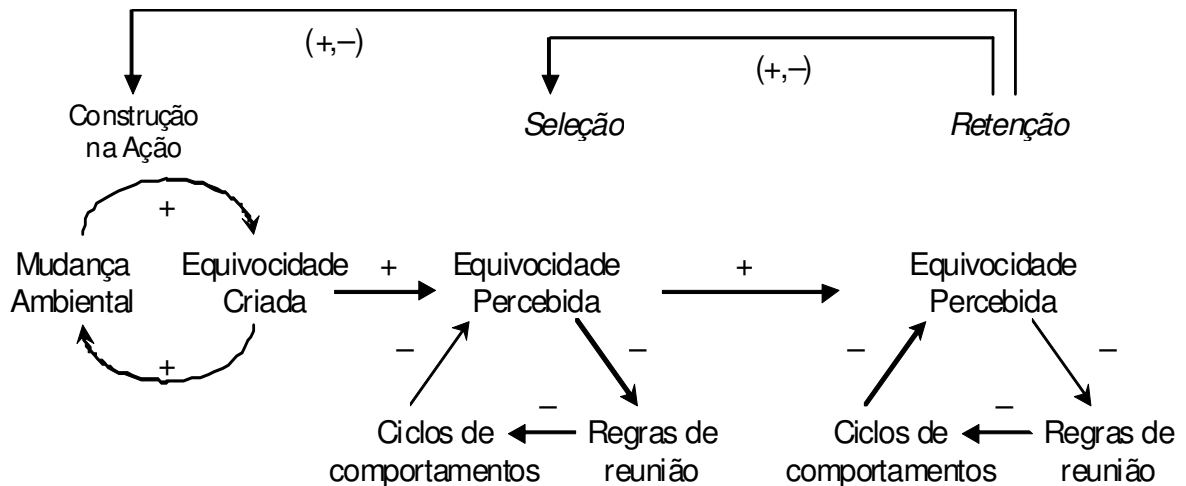 (+,–)
(+,–)
Construção
na Ação
Seleção
Retenção
+
Mudança
Ambiental
Equivocidade
Criada
+
+
Equivocidade
Percebida
+
Equivocidade
Percebida
–
–
–
Ciclos de
comportamentos
Regras de
reunião
–
–
–
Ciclos de
comportamentos
Regras de
reunião